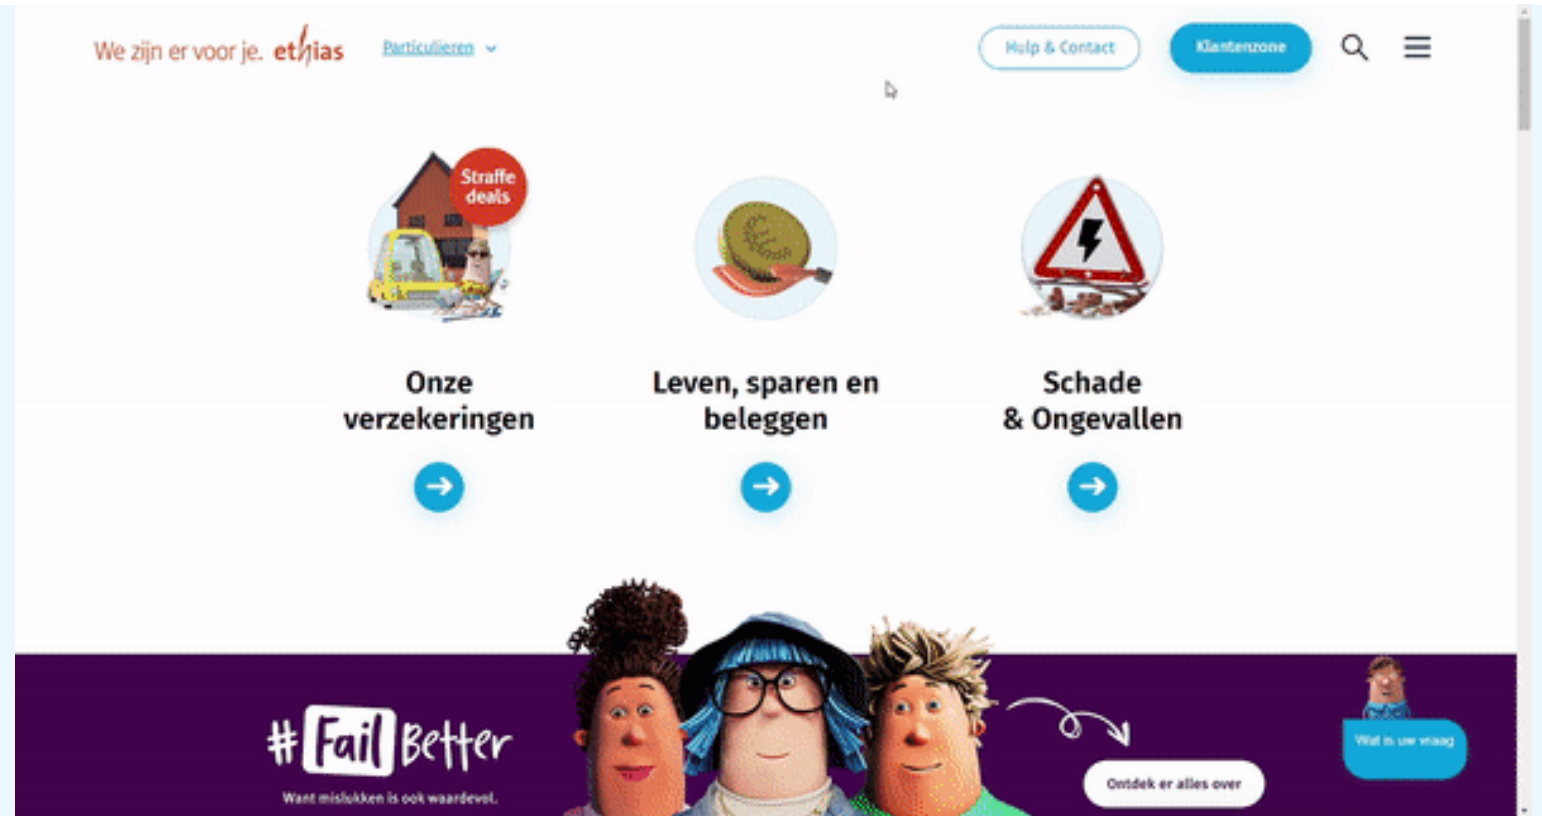 We zijn er voor je. ethias
Particulieren
Hulp & Contact
Klantenzone
Straffe
deals
Onze
verzekeringen
Leven, sparen en
beleggen
Schade
& Ongevallen
#Fail Better
Want mislukken is ook waardevol.
Ontdek er alles over
Wat is uw vraag